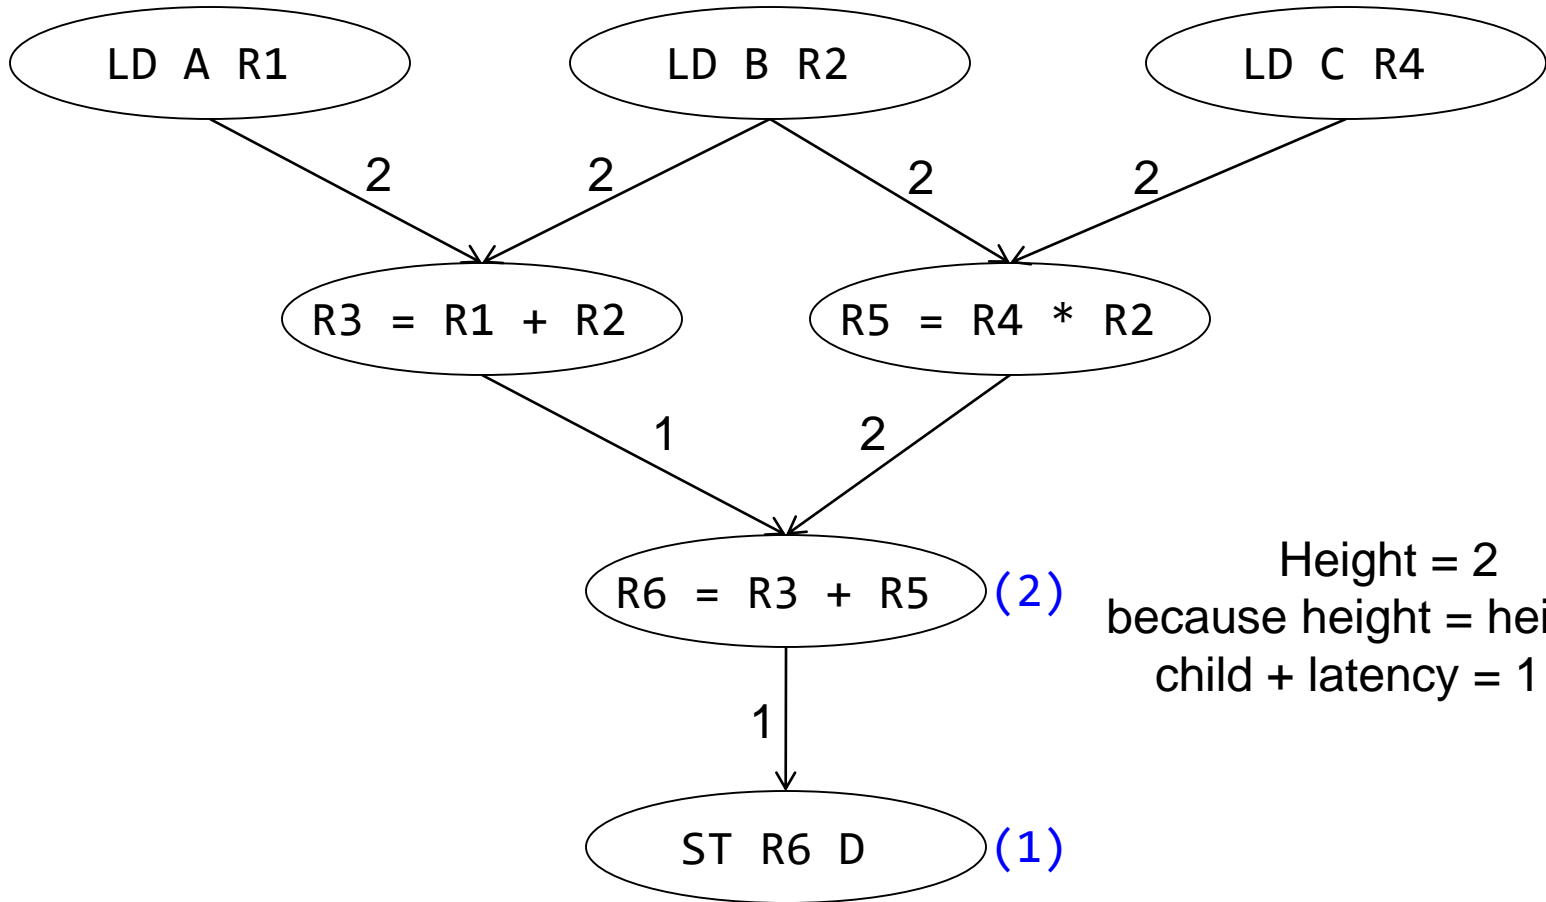 LD A R1
LD B R2
LD C R4
2
2
2
2
R3 = R1 + R2
R5 = R4 * R2
1
2
R6 = R3 + R5
(2)
Height = 2
because height =
child + latency = 1
1
ST R6 D
(1)